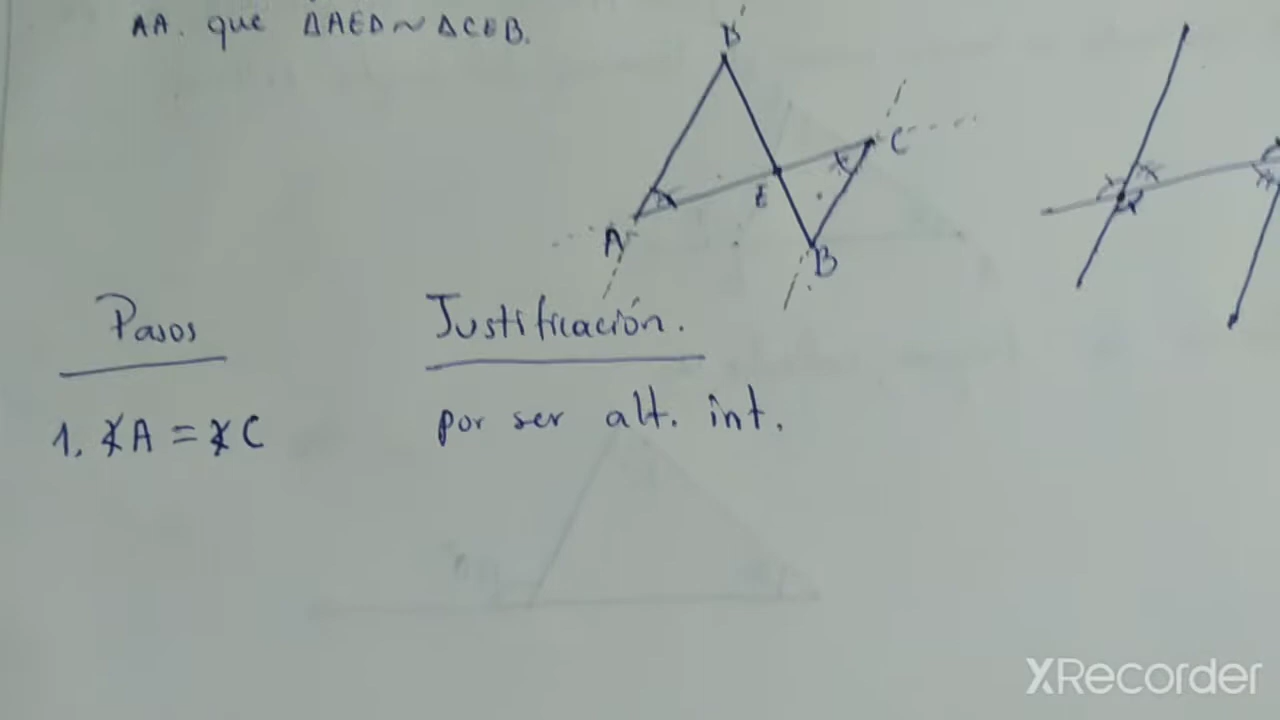 AA. que ΔAED ~ ΔCEB.
B'
C
E
A
B
Pasos Justificación.
1. ∡A = ∡C por ser alt. int.
XRecorder